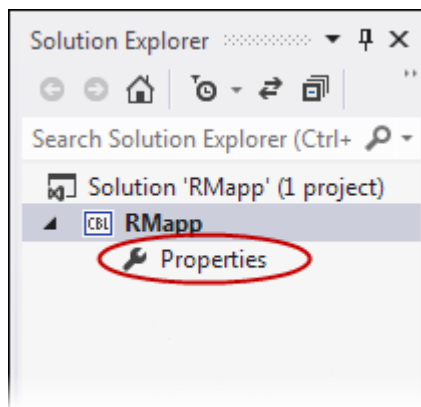 Solution Explorer
Search Solution Explorer (Ctrl+
Solution 'RMapp' (1 project)
CBL RMapp
Properties